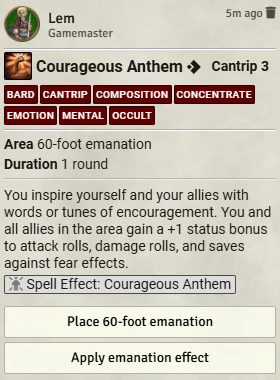 Lem
5m ago
Gamemaster
Courageous Anthem Cantrip 3
BARD CANTRIP COMPOSITION CONCENTRATE
EMOTION MENTAL OCCULT
Area 60-foot emanation
Duration 1 round
You inspire yourself and your allies with
words or tunes of encouragement. You and
all allies in the area gain a +1 status bonus
to attack rolls, damage rolls, and saves
against fear effects.
Spell Effect: Courageous Anthem
Place 60-foot emanation
Apply emanation effect